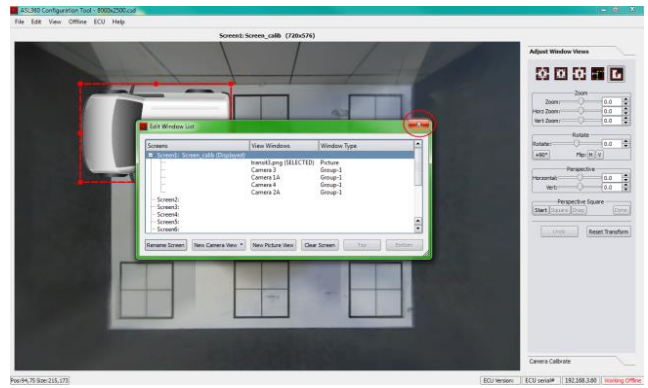 ASL360 Configuration Tool - 8000x2500.csd
File Edit View Offline ECU Help
Screen1: Screen_calib (720x576)
Adjust Window Views
Zoom
Zoom: 0.0
Horz Zoom: 0.0
Vert Zoom: 0.0
Rotate
Rotate: 0.0
+90° Flip: H V
Perspective
Horizontal: 0.0
Vert: 0.0
Perspective Square
Start Square Drag Done
Undo Reset Transform
Edit Window List
Screens View Windows Window Type
Screen1: Screen_calib (Displayed)
transit3.png (SELECTED) Picture
Camera 3 Group-1
Camera 1A Group-1
Camera 4 Group-1
Camera 2A Group-1
Screen2:
Screen3:
Screen4:
Screen5:
Screen6:
Rename Screen New Camera View New Picture View Clear Screen Top Bottom
Camera Calibrate
Pos:94,75 Size:215,173 ECU Version: ECU serial# 192.168.3.80 Working Offline